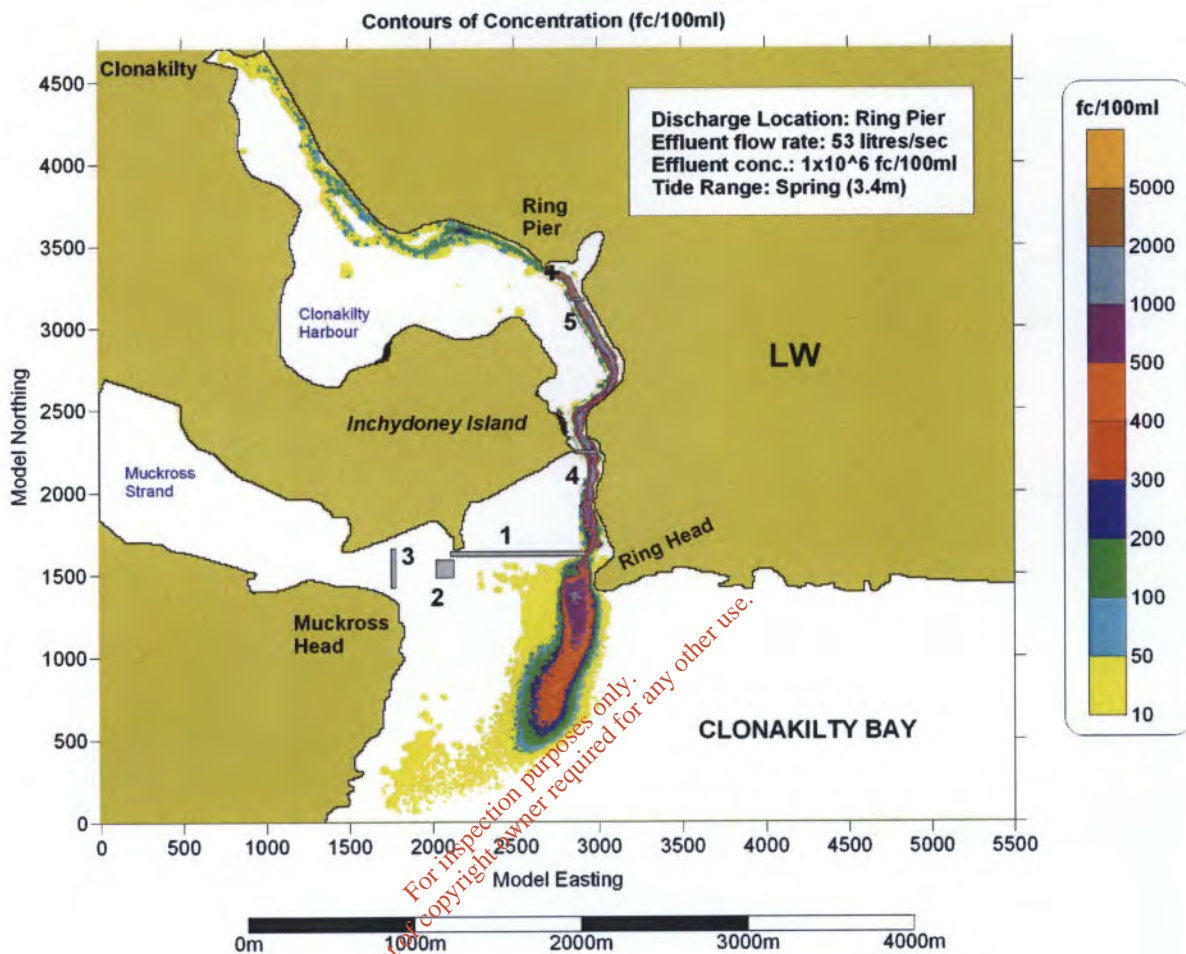 Contours of Concentration (fc/100ml)
Clonakilty
Discharge Location: Ring Pier
Effluent flow rate: 53 litres/sec
Effluent conc.: 1x10^6 fc/100ml
Tide Range: Spring (3.4m)
Ring
Pier
Clonakilty
Harbour
5
LW
Inchydoney Island
Muckross
Strand
4
1
3
2
Ring Head
Muckross
Head
CLONAKILTY BAY
For inspection purposes only.
of copyright owner required for any other use.
Model Northing
4500
4000
3500
3000
2500
2000
1500
1000
500
0
0 500 1000 1500 2000 2500 3000 3500 4000 4500 5000 5500
Model Easting
0m 1000m 2000m 3000m 4000m
fc/100ml
5000
2000
1000
500
400
300
200
100
50
10